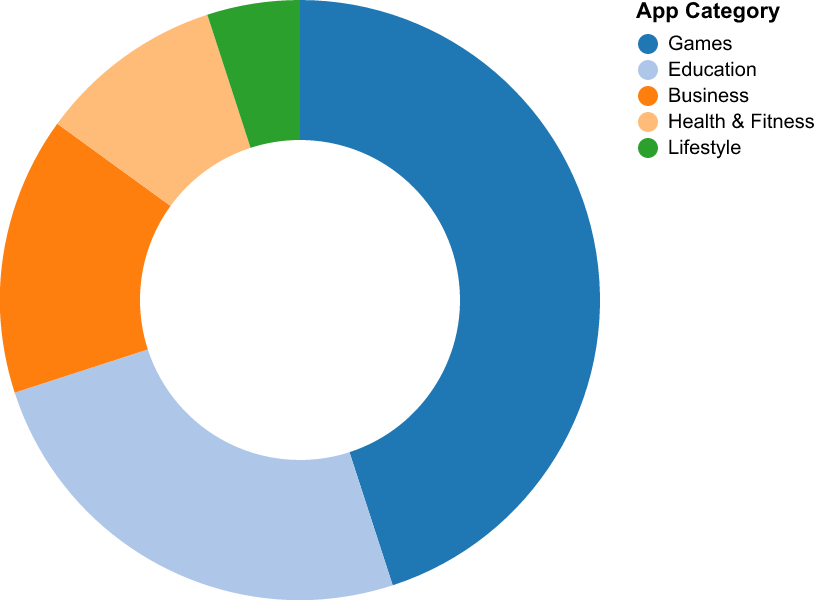 App Category
Games
Education
Business
Health & Fitness
Lifestyle